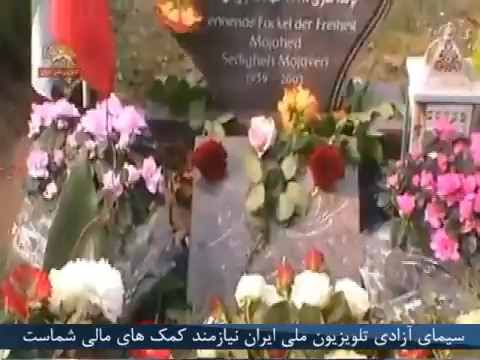 ennende Fackel der Freiheit
Mojahed
Sedigheh Mojaveri
1959 - 2003
سیمای آزادی تلویزیون ملی ایران نیازمند کمک های مالی شماست